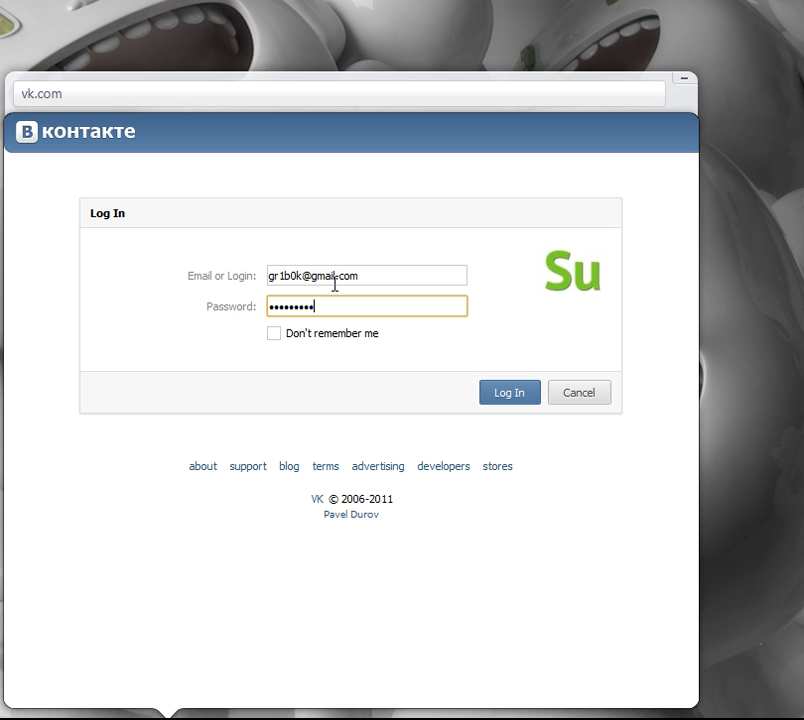 vk.com
В контакте
Log In
Su
Email or Login: gr1b0k@gmail.com
Password: •••••••••
Don't remember me
Log In Cancel
about support blog terms advertising developers stores
VK © 2006-2011
Pavel Durov